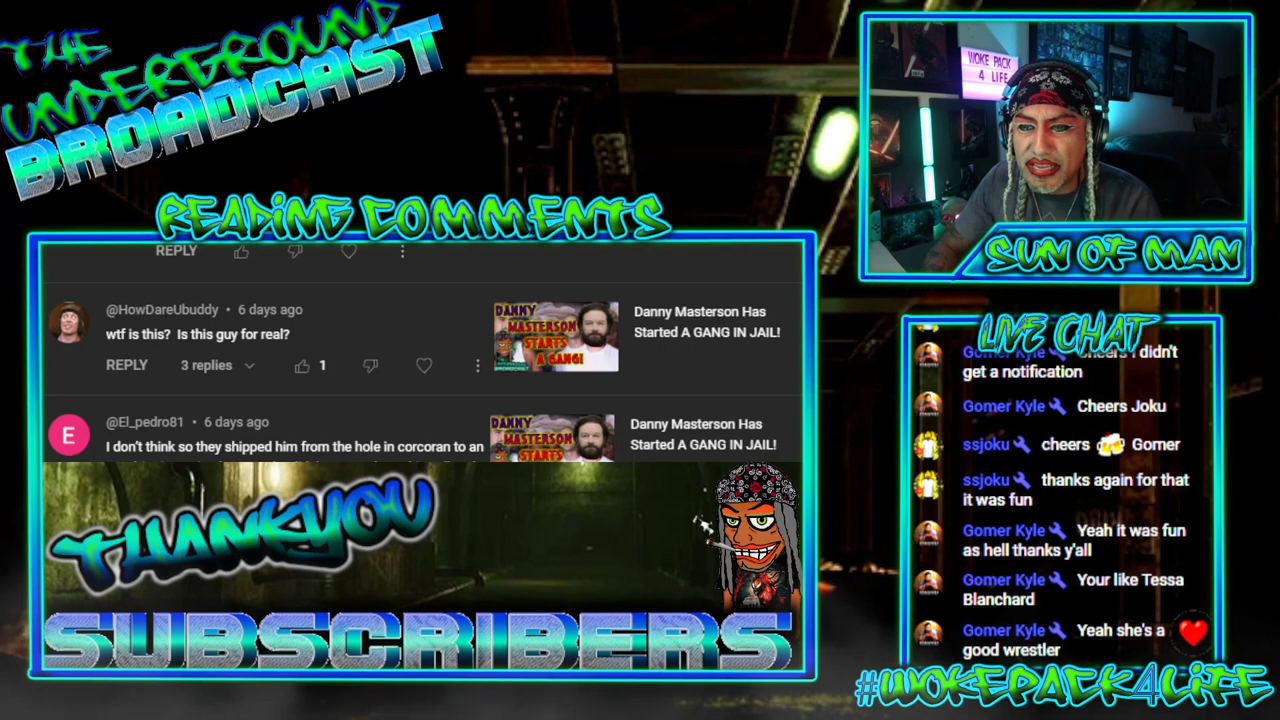 THE
UNDERGROUND
BROADCAST
READING COMMENTS
REPLY
@HowDareUbuddy • 6 days ago
wtf is this? Is this guy for real?
REPLY 3 replies 1
DANNY
MASTERSON
STARTS
A GANG!
Danny Masterson Has
Started A GANG IN JAIL!
@El_pedro81 • 6 days ago
E
I don't think so they shipped him from the hole in corcoran to an
DANNY
MASTERSON
Danny Masterson Has
Started A GANG IN JAIL!
THANKYOU
SUBSCRIBERS
WOKE PACK
4 LIFE
SUN OF MAN
LIVE CHAT
Gomer Kyle Cheers I didn't
get a notification
Gomer Kyle Cheers Joku
ssjoku cheers 🍻 Gomer
ssjoku thanks again for that
it was fun
Gomer Kyle Yeah it was fun
as hell thanks y'all
Gomer Kyle Your like Tessa
Blanchard
Gomer Kyle Yeah she's a
good wrestler
#WOKEPACK4LIFE